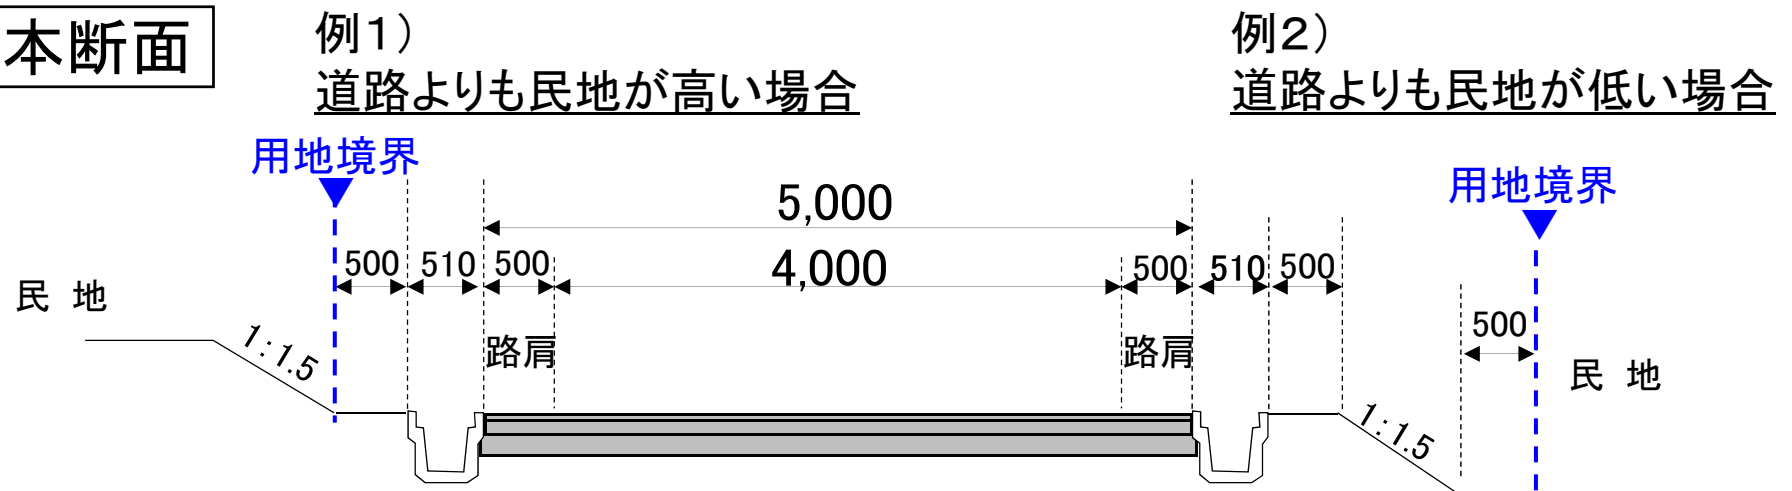 本断面
例1)
道路よりも民地が高い場合
例2)
道路よりも民地が低い場合
用地境界
用地境界
5,000
500 510 500 4,000 500 510 500
民 地
500
1:1.5
路肩
路肩
民 地
1:1.5